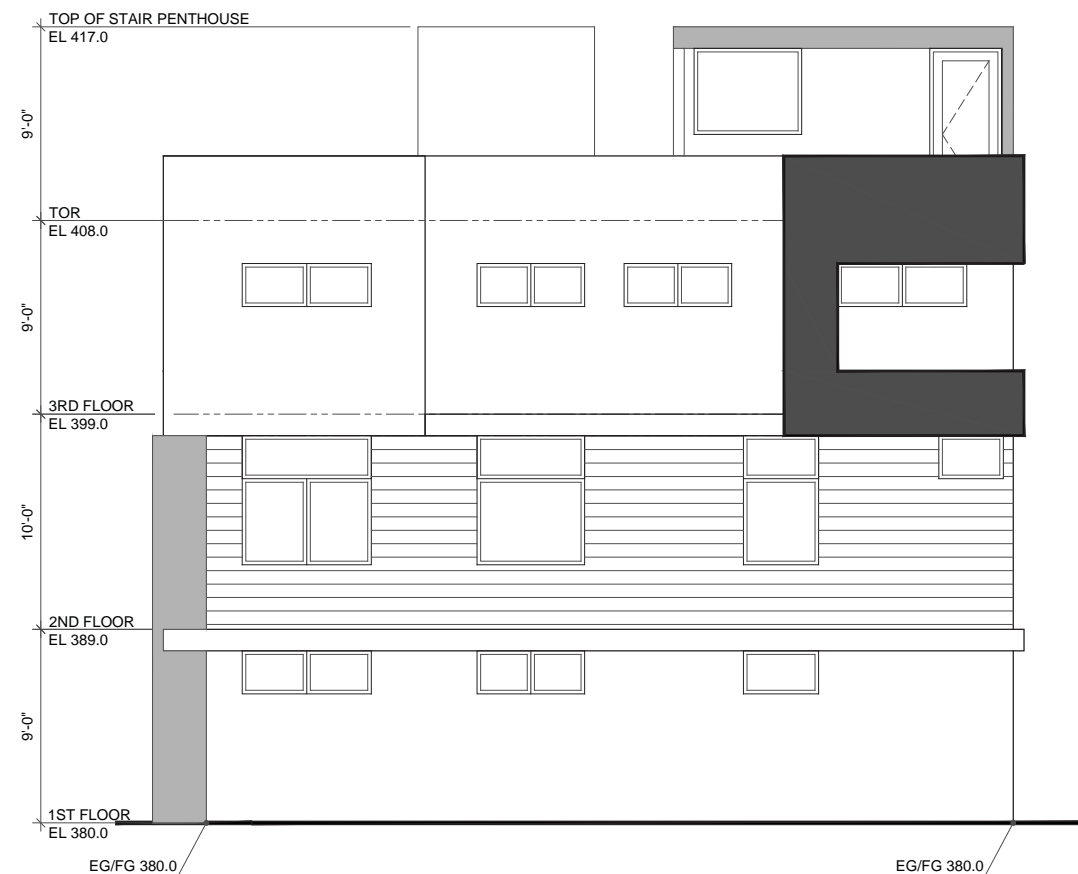 TOP OF STAIR PENTHOUSE
EL 417.0
9'-0"
TOR
EL 408.0
9'-0"
3RD FLOOR
EL 399.0
10'-0"
2ND FLOOR
EL 389.0
9'-0"
1ST FLOOR
EL 380.0
EG/FG 380.0
EG/FG 380.0